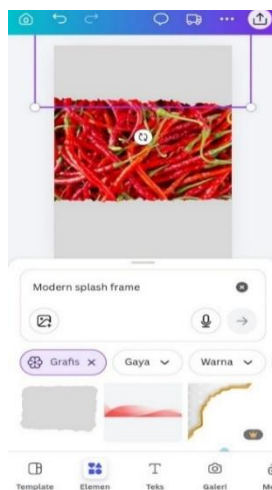 Modern splash frame
Grafis
Gaya
Warna
Template
Elemen
Teks
Galeri